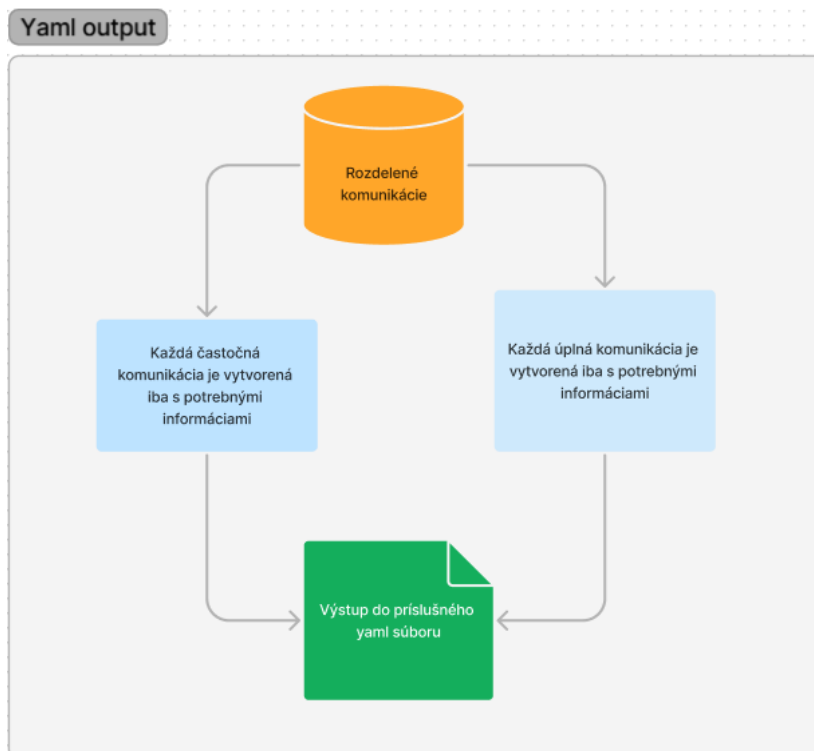 Yaml output
Rozdelené
komunikácie
Každá častočná
komunikácia je vytvorená
iba s potrebnými
informáciami
Každá úplná komunikácia je
vytvorená iba s potrebnými
informáciami
Výstup do príslušného
yaml súboru